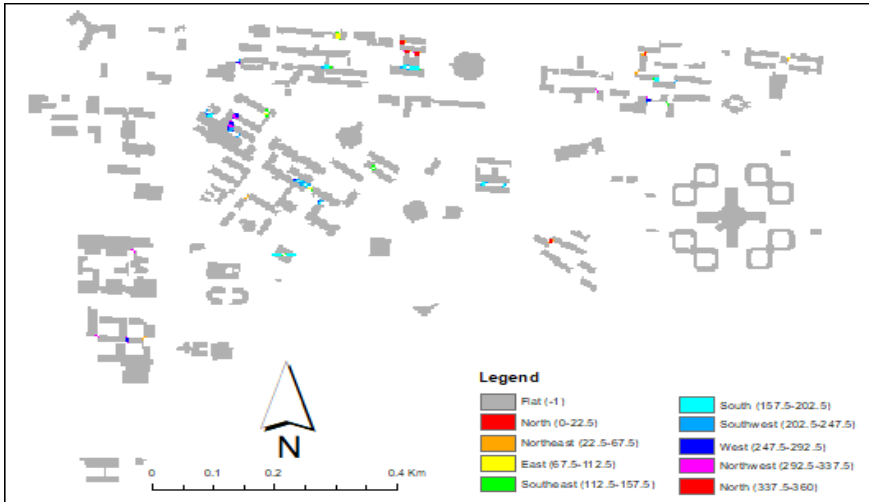 Legend
Flat (-1)
North (0-22.5)
Northeast (22.5-67.5)
East (67.5-112.5)
Southeast (112.5-157.5)
South (157.5-202.5)
Southwest (202.5-247.5)
West (247.5-292.5)
Northwest (292.5-337.5)
North (337.5-360)
N
0 0.1 0.2 0.4 Km